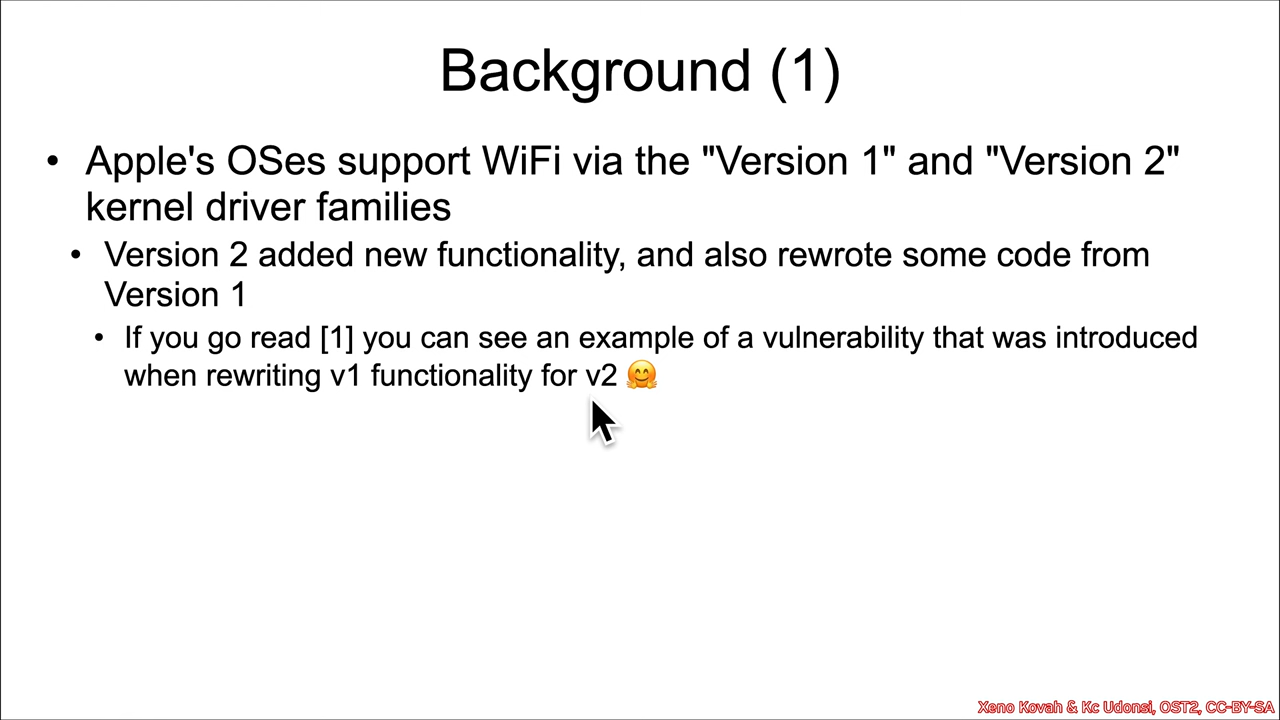 Background (1)
• Apple's OSes support WiFi via the "Version 1" and "Version 2"
kernel driver families
• Version 2 added new functionality, and also rewrote some code from
Version 1
• If you go read [1] you can see an example of a vulnerability that was introduced
when rewriting v1 functionality for v2 🤗
Xeno Kovah & Kc Udonsi, OST2, CC-BY-SA